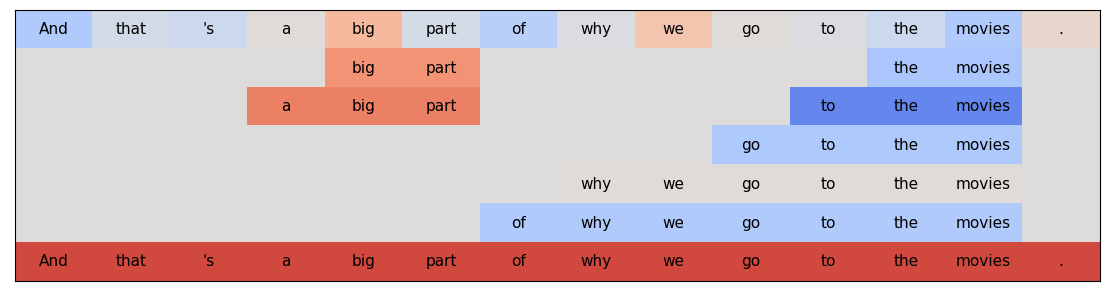 And that 's a big part of why we go to the movies .
big part the movies
a big part to the movies
go to the movies
why we go to the movies
of why we go to the movies
And that 's a big part of why we go to the movies .